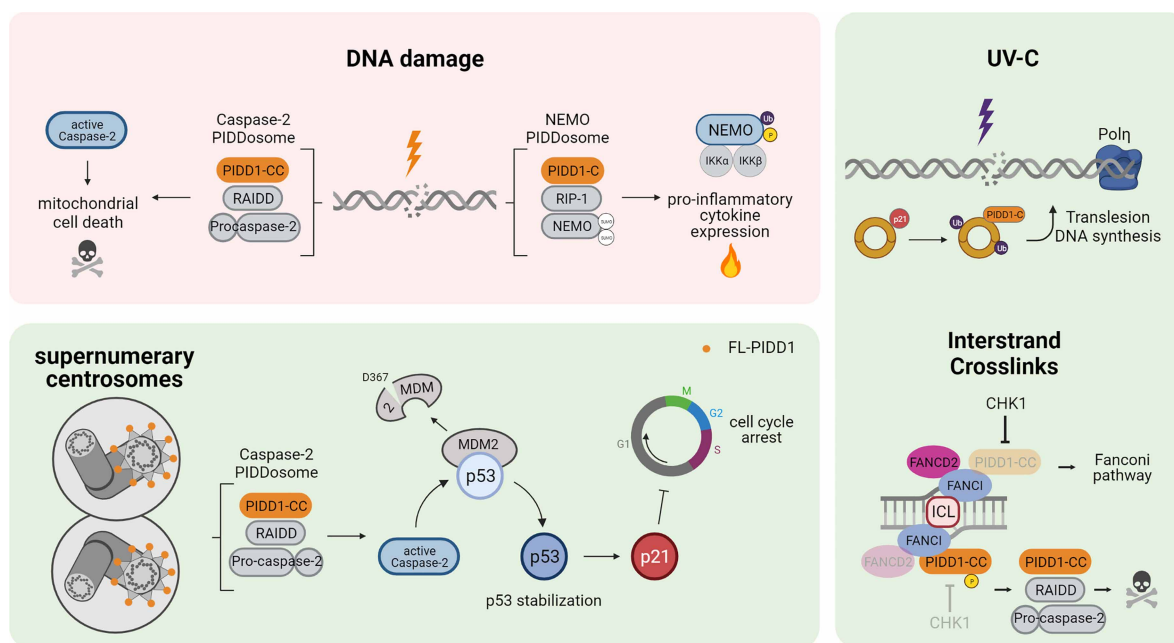 DNA damage
active
Caspase-2
mitochondrial
cell death
Caspase-2
PIDDosome
PIDD1-CC
RAIDD
Procaspase-2
NEMO
PIDDosome
PIDD1-C
RIP-1
NEMO
SUMO
SUMO
NEMO
Ub
P
IKKα
IKKβ
pro-inflammatory
cytokine
expression
UV-C
Polη
p21
Ub
PIDD1-C
Ub
Translesion
DNA synthesis
supernumerary
centrosomes
Caspase-2
PIDDosome
PIDD1-CC
RAIDD
Pro-caspase-2
active
Caspase-2
D367
2
MDM
MDM2
p53
p53
p53 stabilization
p21
FL-PIDD1
M
G2
S
G1
cell cycle
arrest
Interstrand
Crosslinks
CHK1
FANCD2
PIDD1-CC
FANCI
Fanconi
pathway
ICL
FANCI
FANCD2
PIDD1-CC
P
CHK1
PIDD1-CC
RAIDD
Pro-caspase-2